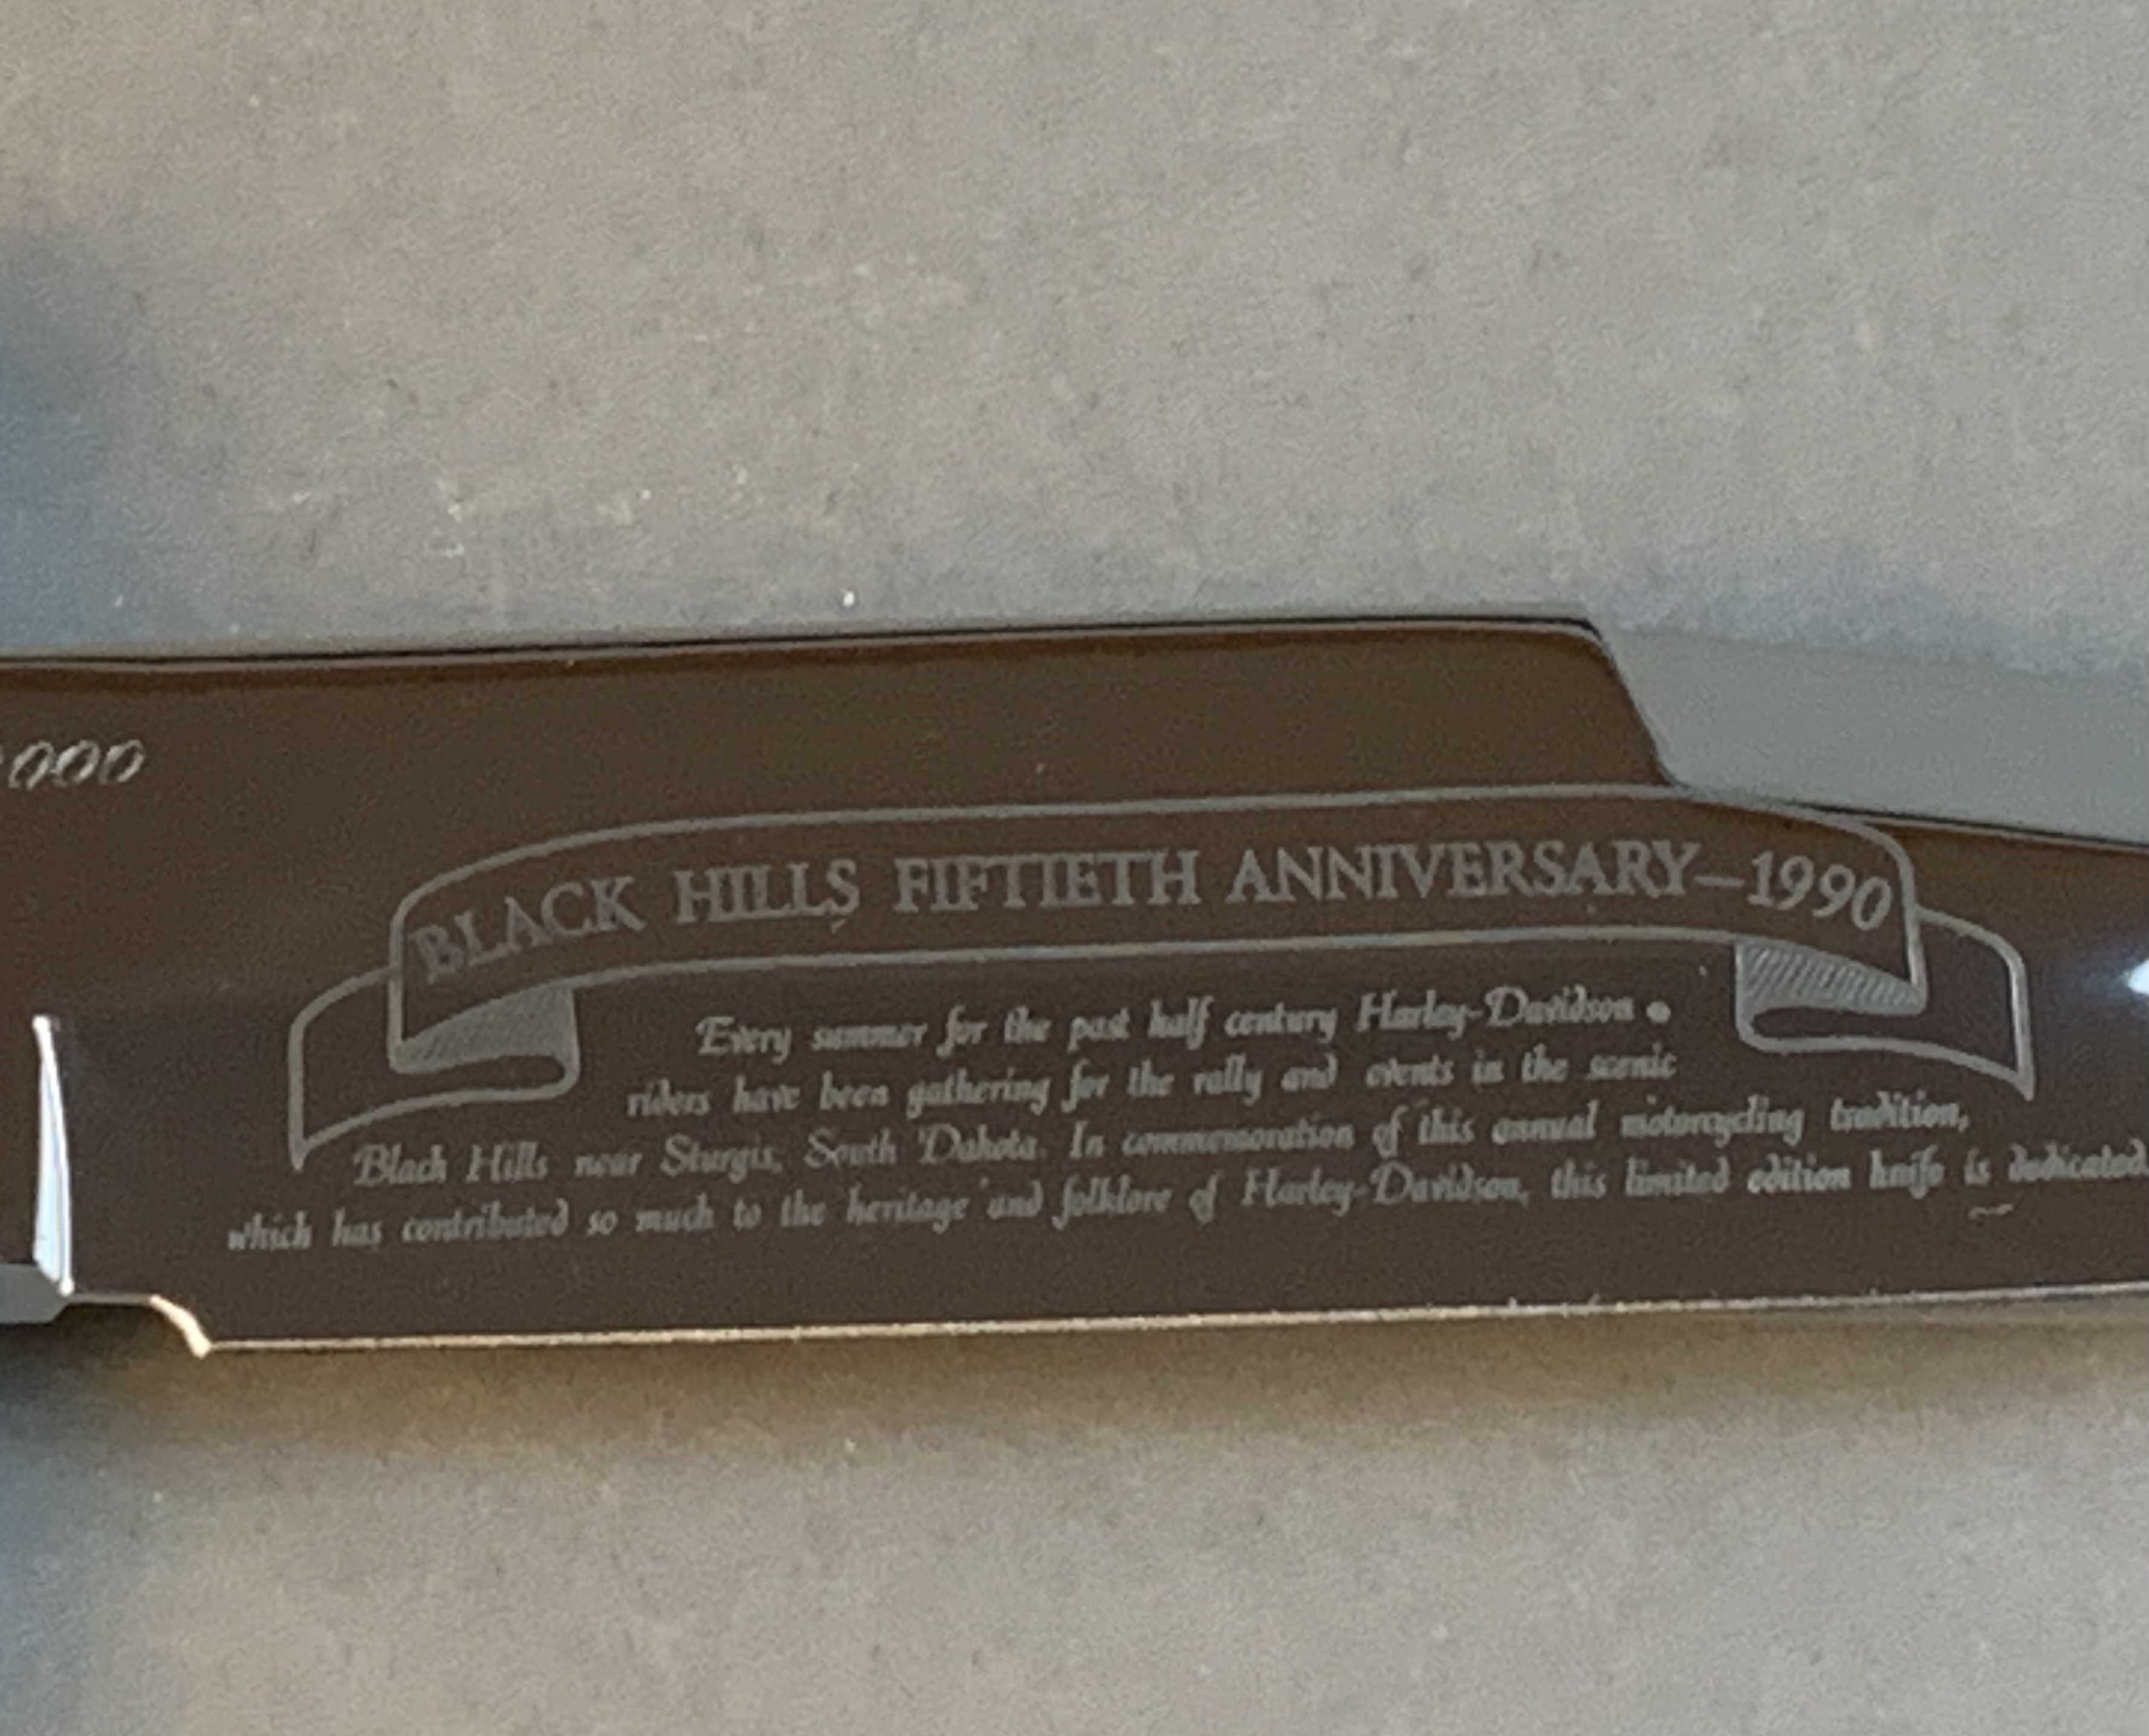 000
BLACK HILLS FIFTIETH ANNIVERSARY–1990
Every summer for the past half century Harley-Davidson
riders have been gathering for the rally and events in the scenic
Black Hills near Sturgis, South Dakota. In commemoration of this annual motorcycling tradition,
which has contributed so much to the heritage and folklore of Harley-Davidson, this limited edition knife is dedicated.